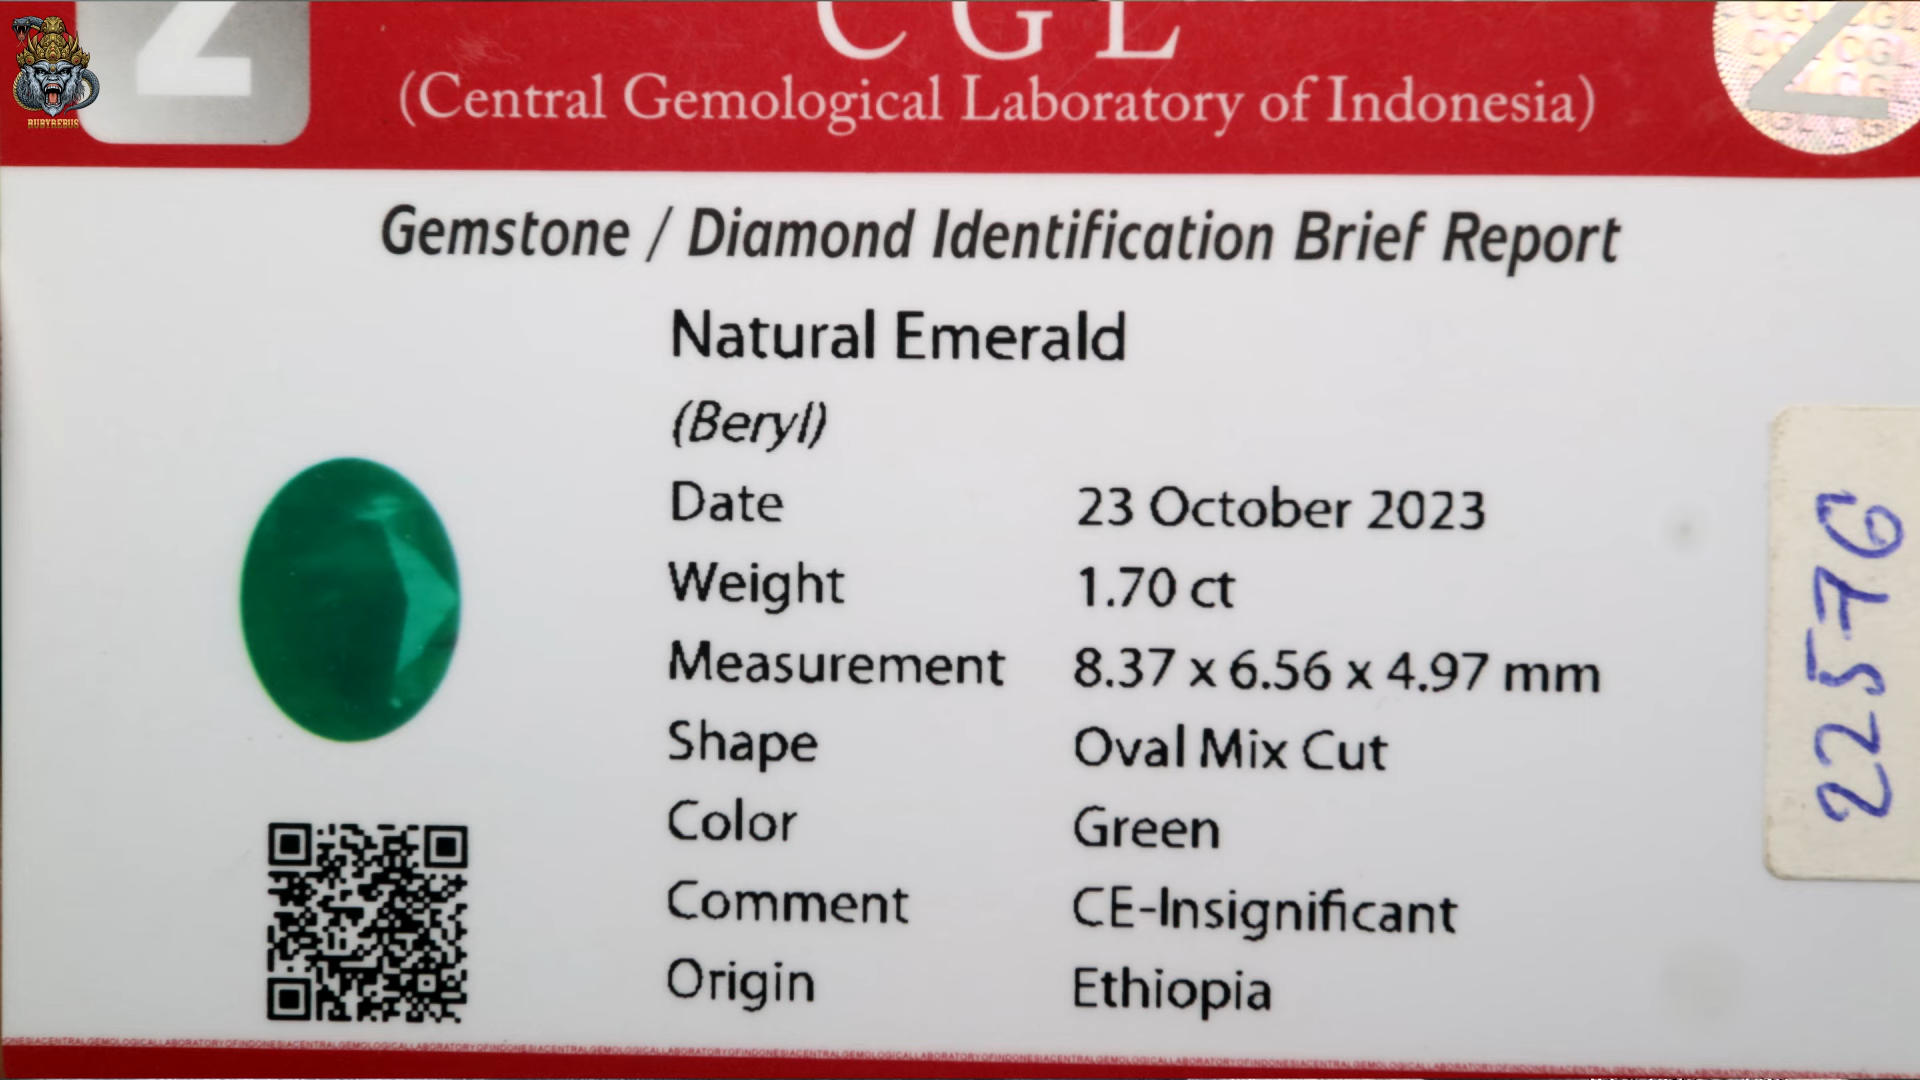 CGL
(Central Gemological Laboratory of Indonesia)
RUBYREBUS
Gemstone / Diamond Identification Brief Report
Natural Emerald
(Beryl)
Date 23 October 2023
Weight 1.70 ct
Measurement 8.37 x 6.56 x 4.97 mm
Shape Oval Mix Cut
Color Green
Comment CE-Insignificant
Origin Ethiopia
22576